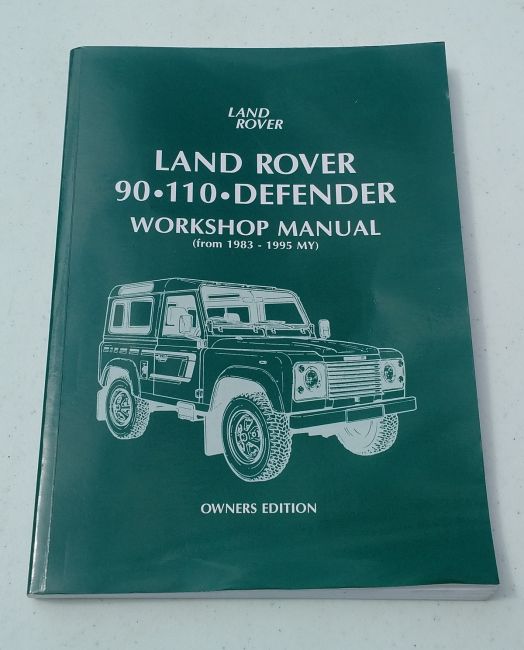 LAND
ROVER
LAND ROVER
90•110•DEFENDER
WORKSHOP MANUAL
(from 1983 - 1995 MY)
OWNERS EDITION